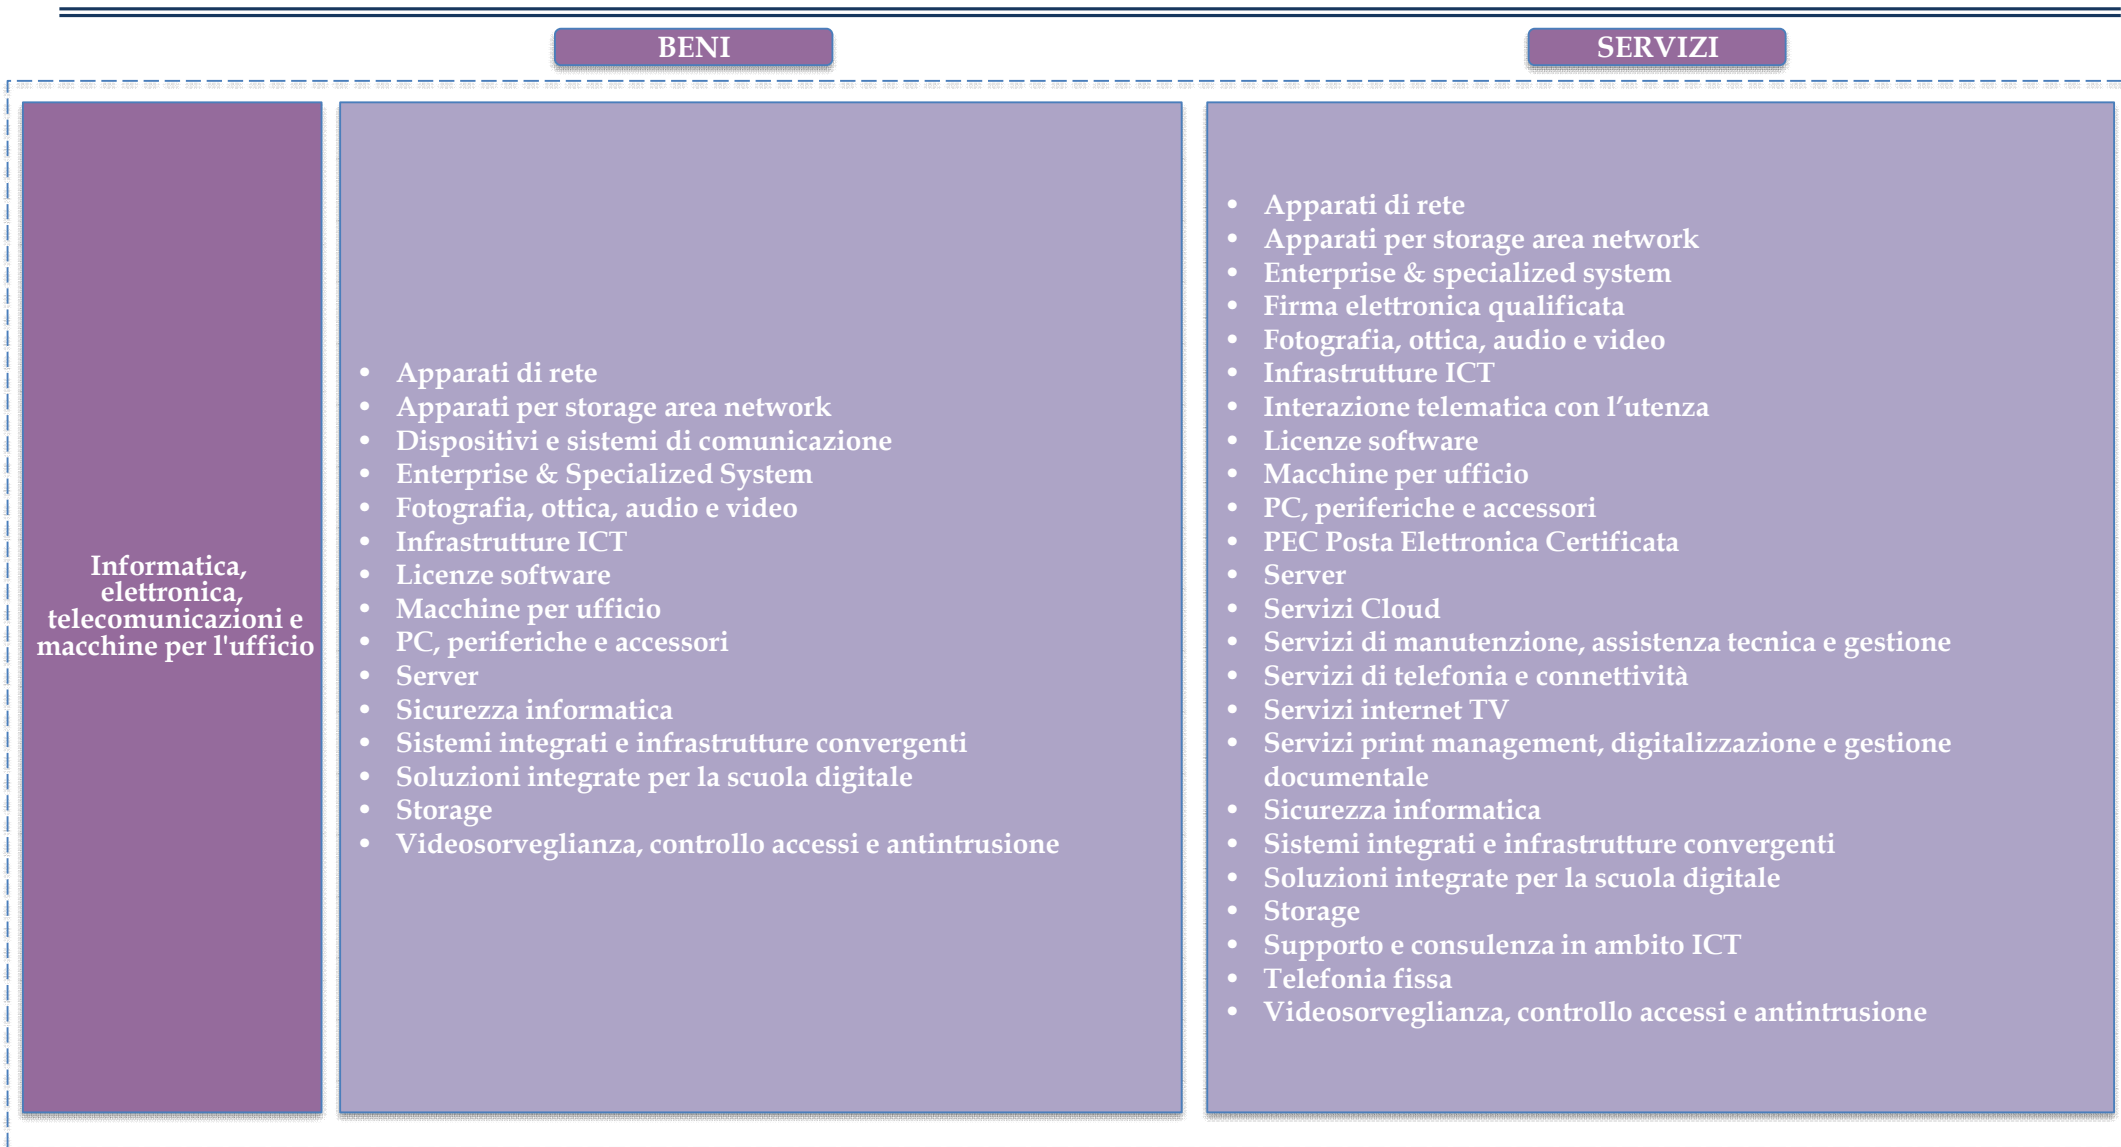 BENI
SERVIZI
Informatica,
elettronica,
telecomunicazioni e
macchine per l'ufficio
• Apparati di rete
• Apparati per storage area network
• Dispositivi e sistemi di comunicazione
• Enterprise & Specialized System
• Fotografia, ottica, audio e video
• Infrastrutture ICT
• Licenze software
• Macchine per ufficio
• PC, periferiche e accessori
• Server
• Sicurezza informatica
• Sistemi integrati e infrastrutture convergenti
• Soluzioni integrate per la scuola digitale
• Storage
• Videosorveglianza, controllo accessi e antintrusione
• Apparati di rete
• Apparati per storage area network
• Enterprise & specialized system
• Firma elettronica qualificata
• Fotografia, ottica, audio e video
• Infrastrutture ICT
• Interazione telematica con l’utenza
• Licenze software
• Macchine per ufficio
• PC, periferiche e accessori
• PEC Posta Elettronica Certificata
• Server
• Servizi Cloud
• Servizi di manutenzione, assistenza tecnica e gestione
• Servizi di telefonia e connettività
• Servizi internet TV
• Servizi print management, digitalizzazione e gestione
documentale
• Sicurezza informatica
• Sistemi integrati e infrastrutture convergenti
• Soluzioni integrate per la scuola digitale
• Storage
• Supporto e consulenza in ambito ICT
• Telefonia fissa
• Videosorveglianza, controllo accessi e antintrusione